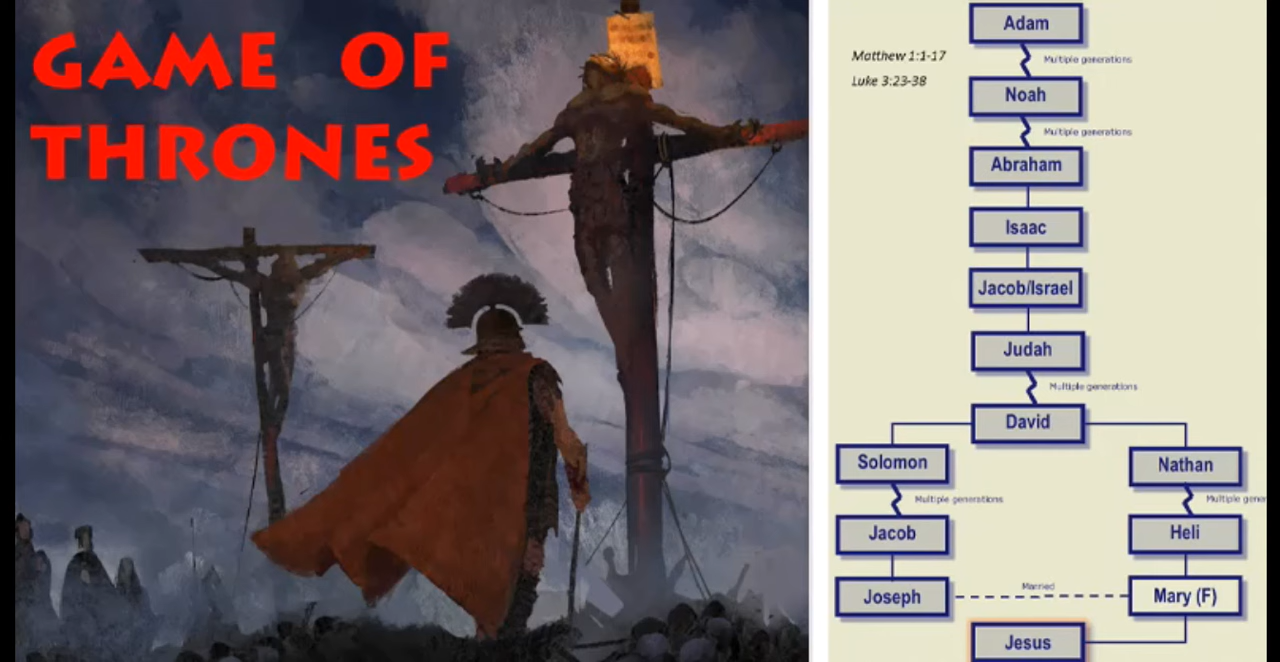 GAME OF
THRONES
Matthew 1:1-17
Luke 3:23-38
Adam
Multiple generations
Noah
Multiple generations
Abraham
Isaac
Jacob/Israel
Judah
Multiple generations
David
Solomon
Nathan
Multiple generations
Multiple gener
Jacob
Heli
Joseph
Married
Mary (F)
Jesus